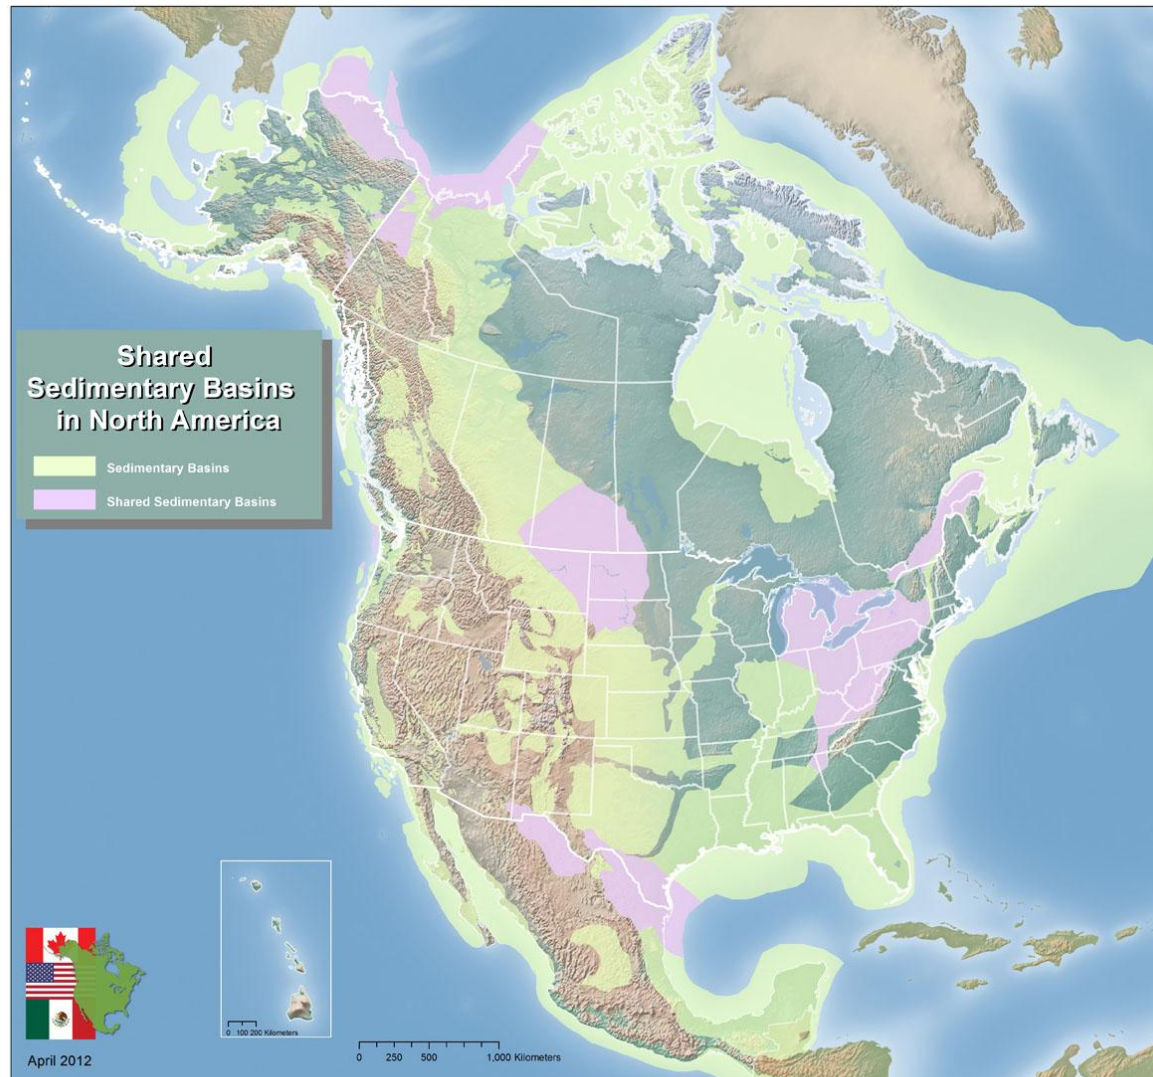 Shared
Sedimentary Basins
in North America
Sedimentary Basins
Shared Sedimentary Basins
0 100 200 Kilometers
0 250 500 1,000 Kilometers
April 2012